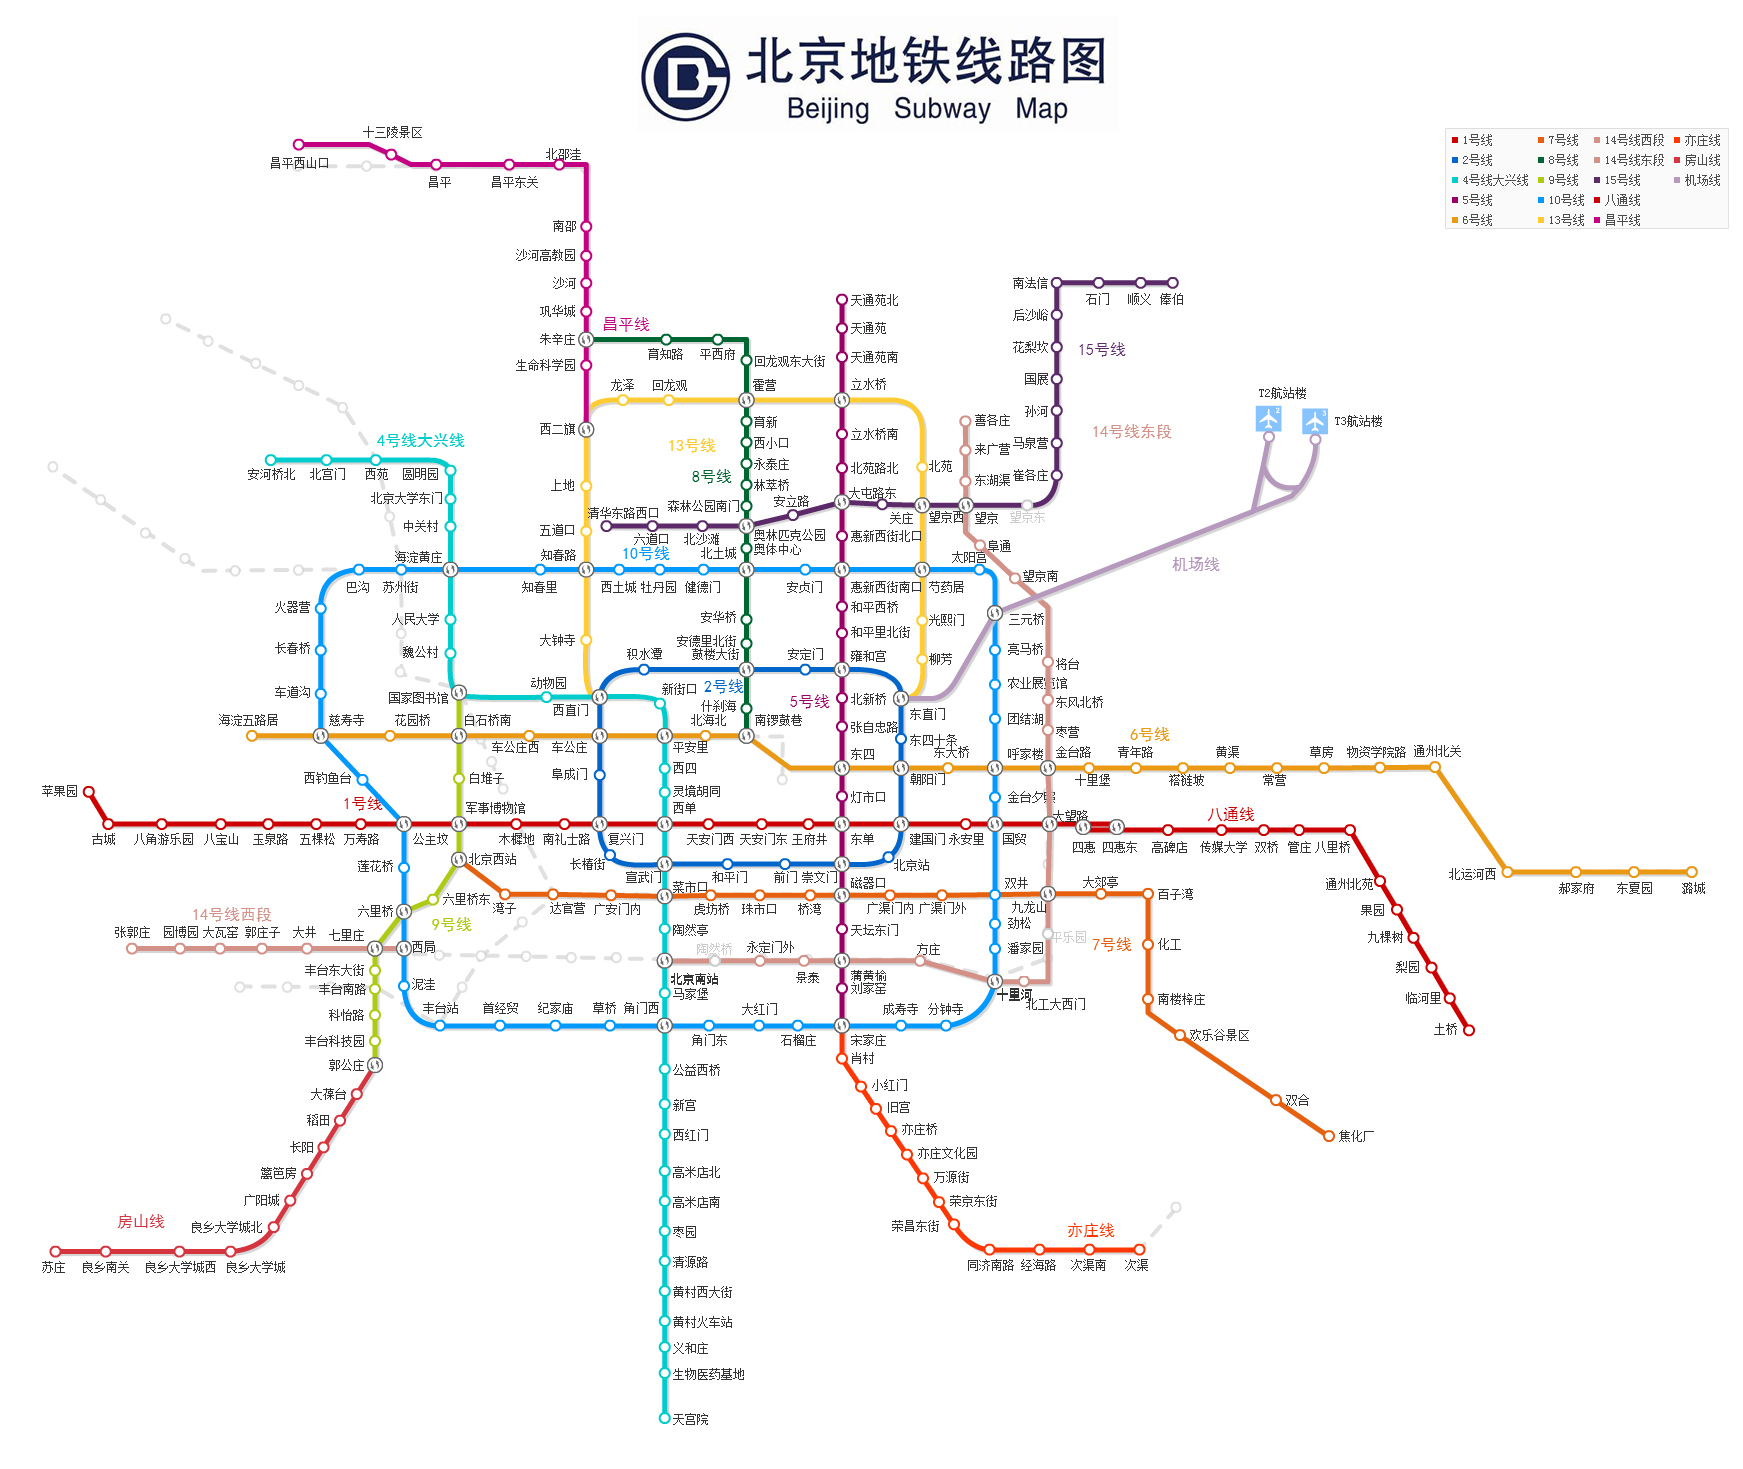 北京地铁线路图
Beijing Subway Map
1号线
7号线
14号线西段
亦庄线
2号线
8号线
14号线东段
房山线
4号线大兴线
9号线
15号线
机场线
5号线
10号线
八通线
6号线
13号线
昌平线
十三陵景区
昌平西山口
昌平
昌平东关
北邵洼
南邵
沙河高教园
沙河
巩华城
朱辛庄
生命科学园
西二旗
昌平线
育知路
平西府
回龙观东大街
龙泽
回龙观
霍营
育新
西小口
永泰庄
林萃桥
森林公园南门
13号线
8号线
天通苑北
天通苑
天通苑南
立水桥
立水桥南
北苑路北
大屯路东
安立路
南法信
石门
顺义
俸伯
后沙峪
花梨坎
国展
孙河
马泉营
崔各庄
15号线
善各庄
来广营
东湖渠
14号线东段
T2航站楼
T3航站楼
2
3
机场线
4号线大兴线
安河桥北
北宫门
西苑
圆明园
北京大学东门
中关村
海淀黄庄
上地
五道口
知春路
清华东路西口
六道口
北沙滩
奥林匹克公园
奥体中心
北土城
10号线
关庄
望京西
望京
望京东
北苑
惠新西街北口
阜通
望京南
太阳宫
巴沟
苏州街
知春里
西土城
牡丹园
健德门
安贞门
惠新西街南口
芍药居
火器营
长春桥
车道沟
人民大学
魏公村
国家图书馆
大钟寺
安华桥
安德里北街
鼓楼大街
积水潭
安定门
和平西桥
和平里北街
雍和宫
光熙门
柳芳
三元桥
亮马桥
农业展览馆
团结湖
将台
东风北桥
枣营
动物园
西直门
新街口
2号线
什刹海
5号线
北新桥
东直门
海淀五路居
慈寿寺
花园桥
白石桥南
车公庄西
车公庄
平安里
北海北
南锣鼓巷
张自忠路
东四
东四十条
东大桥
朝阳门
呼家楼
金台路
6号线
十里堡
青年路
褡裢坡
黄渠
常营
草房
物资学院路
通州北关
北运河西
郝家府
东夏园
潞城
西钓鱼台
白堆子
阜成门
西四
灵境胡同
西单
灯市口
金台夕照
苹果园
1号线
古城
八角游乐园
八宝山
玉泉路
五棵松
万寿路
公主坟
军事博物馆
木樨地
南礼士路
复兴门
天安门西
天安门东
王府井
东单
建国门
永安里
国贸
大望路
四惠
四惠东
八通线
高碑店
传媒大学
双桥
管庄
八里桥
通州北苑
果园
九棵树
梨园
临河里
土桥
莲花桥
北京西站
六里桥东
六里桥
9号线
长椿街
宣武门
和平门
前门
崇文门
北京站
湾子
达官营
广安门内
菜市口
虎坊桥
珠市口
桥湾
磁器口
广渠门内
广渠门外
双井
九龙山
大郊亭
百子湾
7号线
化工
南楼梓庄
欢乐谷景区
双合
焦化厂
14号线西段
张郭庄
园博园
大瓦窑
郭庄子
大井
七里庄
西局
陶然亭
陶然桥
永定门外
北京南站
景泰
天坛东门
蒲黄榆
方庄
劲松
潘家园
平乐园
十里河
北工大西门
丰台东大街
丰台南路
科怡路
丰台科技园
郭公庄
泥洼
丰台站
首经贸
纪家庙
草桥
角门西
马家堡
角门东
大红门
石榴庄
刘家窑
宋家庄
成寿寺
分钟寺
大葆台
稻田
长阳
篱笆房
广阳城
良乡大学城北
房山线
苏庄
良乡南关
良乡大学城西
良乡大学城
公益西桥
新宫
西红门
高米店北
高米店南
枣园
清源路
黄村西大街
黄村火车站
义和庄
生物医药基地
天宫院
肖村
小红门
旧宫
亦庄桥
亦庄文化园
万源街
荣京东街
荣昌东街
亦庄线
同济南路
经海路
次渠南
次渠